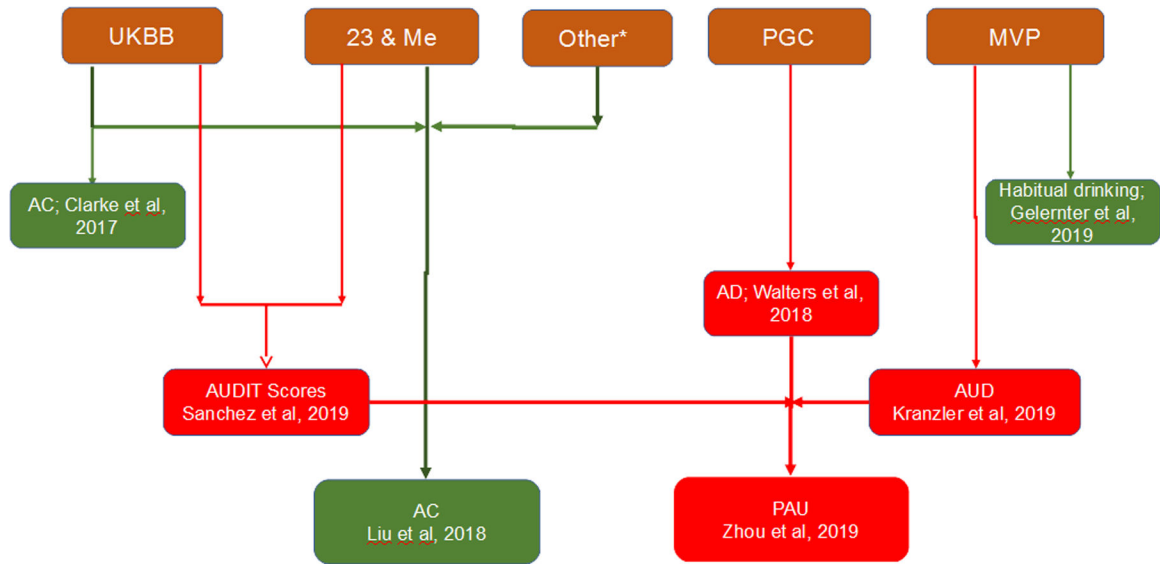 UKBB
23 & Me
Other*
PGC
MVP
AC; Clarke et al,
2017
Habitual drinking;
Gelernter et al,
2019
AD; Walters et al,
2018
AUDIT Scores
Sanchez et al, 2019
AUD
Kranzler et al, 2019
AC
Liu et al, 2018
PAU
Zhou et al, 2019